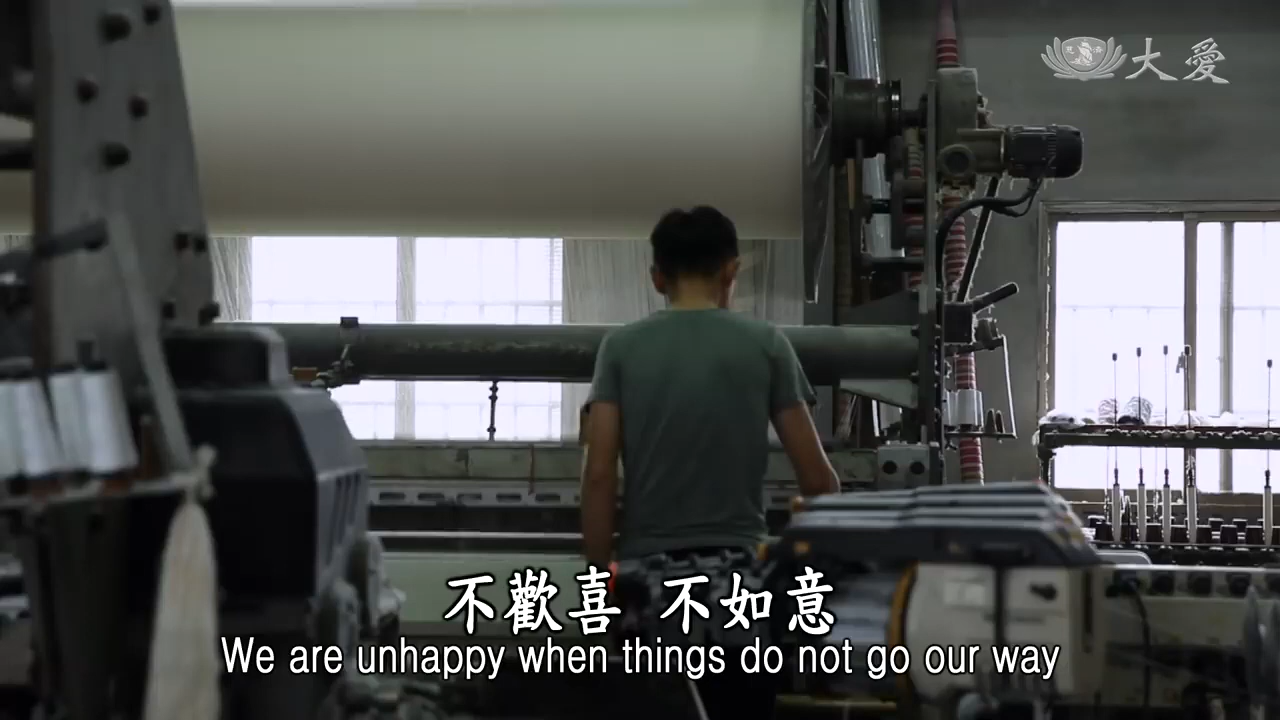 大愛
不歡喜 不如意
We are unhappy when things do not go our way